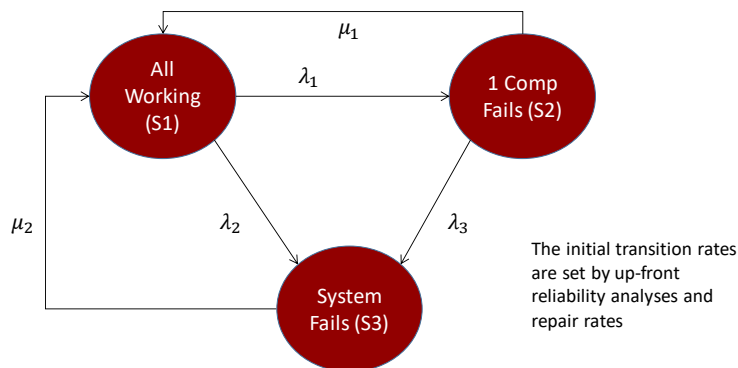 μ₁
All
Working
(S1)
λ₁
1 Comp
Fails (S2)
μ₂
λ₂
λ₃
System
Fails (S3)
The initial transition rates
are set by up-front
reliability analyses and
repair rates